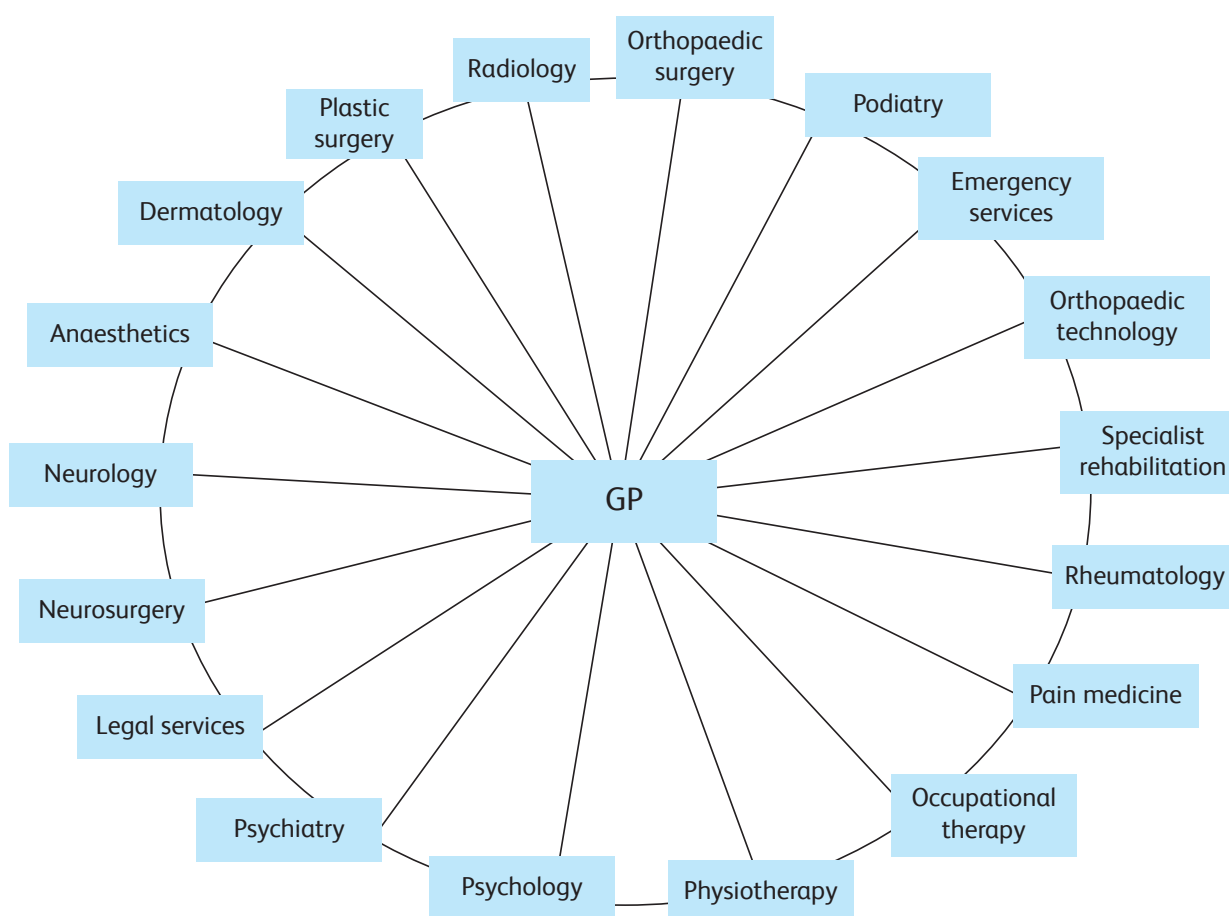 Orthopaedic
surgery
Radiology
Podiatry
Plastic
surgery
Emergency
services
Dermatology
Orthopaedic
technology
Anaesthetics
Specialist
rehabilitation
Neurology
GP
Rheumatology
Neurosurgery
Pain medicine
Legal services
Occupational
therapy
Psychiatry
Psychology
Physiotherapy